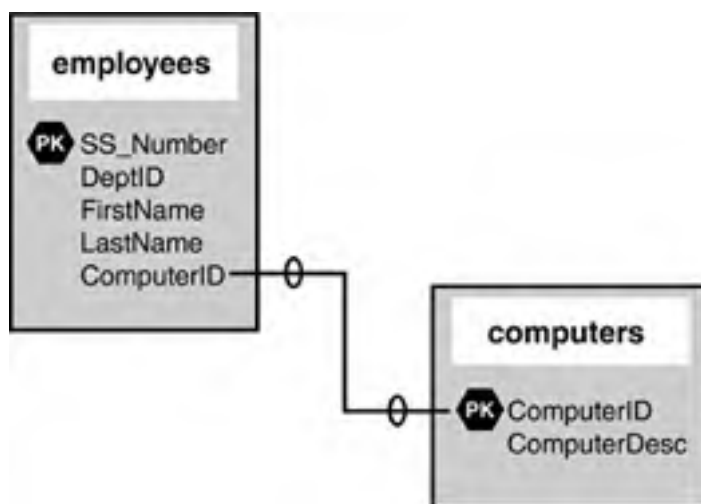 employees
PK SS_Number
DeptID
FirstName
LastName
ComputerID
computers
PK ComputerID
ComputerDesc